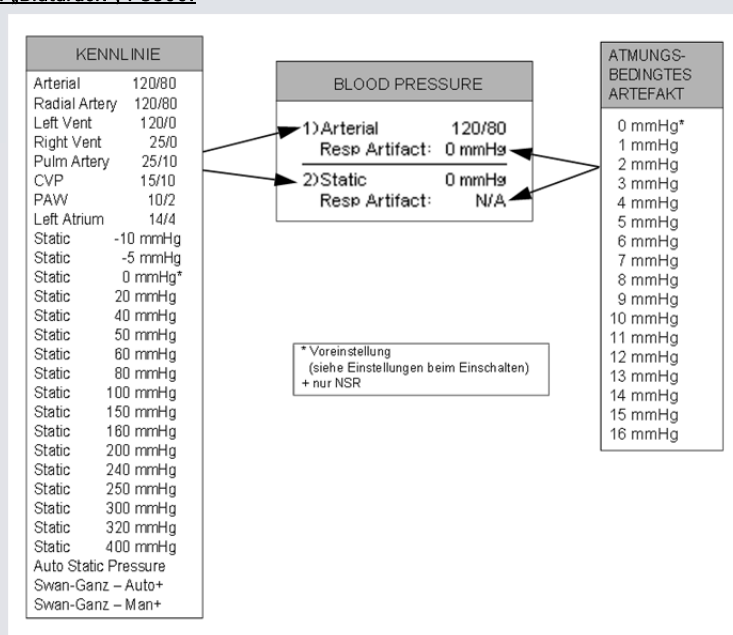 KENNLINIE
Arterial 120/80
Radial Artery 120/80
Left Vent 120/0
Right Vent 25/0
Pulm Artery 25/10
CVP 15/10
PAW 10/2
Left Atrium 14/4
Static -10 mmHg
Static -5 mmHg
Static 0 mmHg*
Static 20 mmHg
Static 40 mmHg
Static 50 mmHg
Static 60 mmHg
Static 80 mmHg
Static 100 mmHg
Static 150 mmHg
Static 160 mmHg
Static 200 mmHg
Static 240 mmHg
Static 250 mmHg
Static 300 mmHg
Static 320 mmHg
Static 400 mmHg
Auto Static Pressure
Swan-Ganz – Auto+
Swan-Ganz – Man+
BLOOD PRESSURE
1)Arterial 120/80
Resp Artifact: 0 mmHg
2)Static 0 mmHg
Resp Artifact: N/A
* Voreinstellung
(siehe Einstellungen beim Einschalten)
+ nur NSR
ATMUNGS-
BEDINGTES
ARTEFAKT
0 mmHg*
1 mmHg
2 mmHg
3 mmHg
4 mmHg
5 mmHg
6 mmHg
7 mmHg
8 mmHg
9 mmHg
10 mmHg
11 mmHg
12 mmHg
13 mmHg
14 mmHg
15 mmHg
16 mmHg